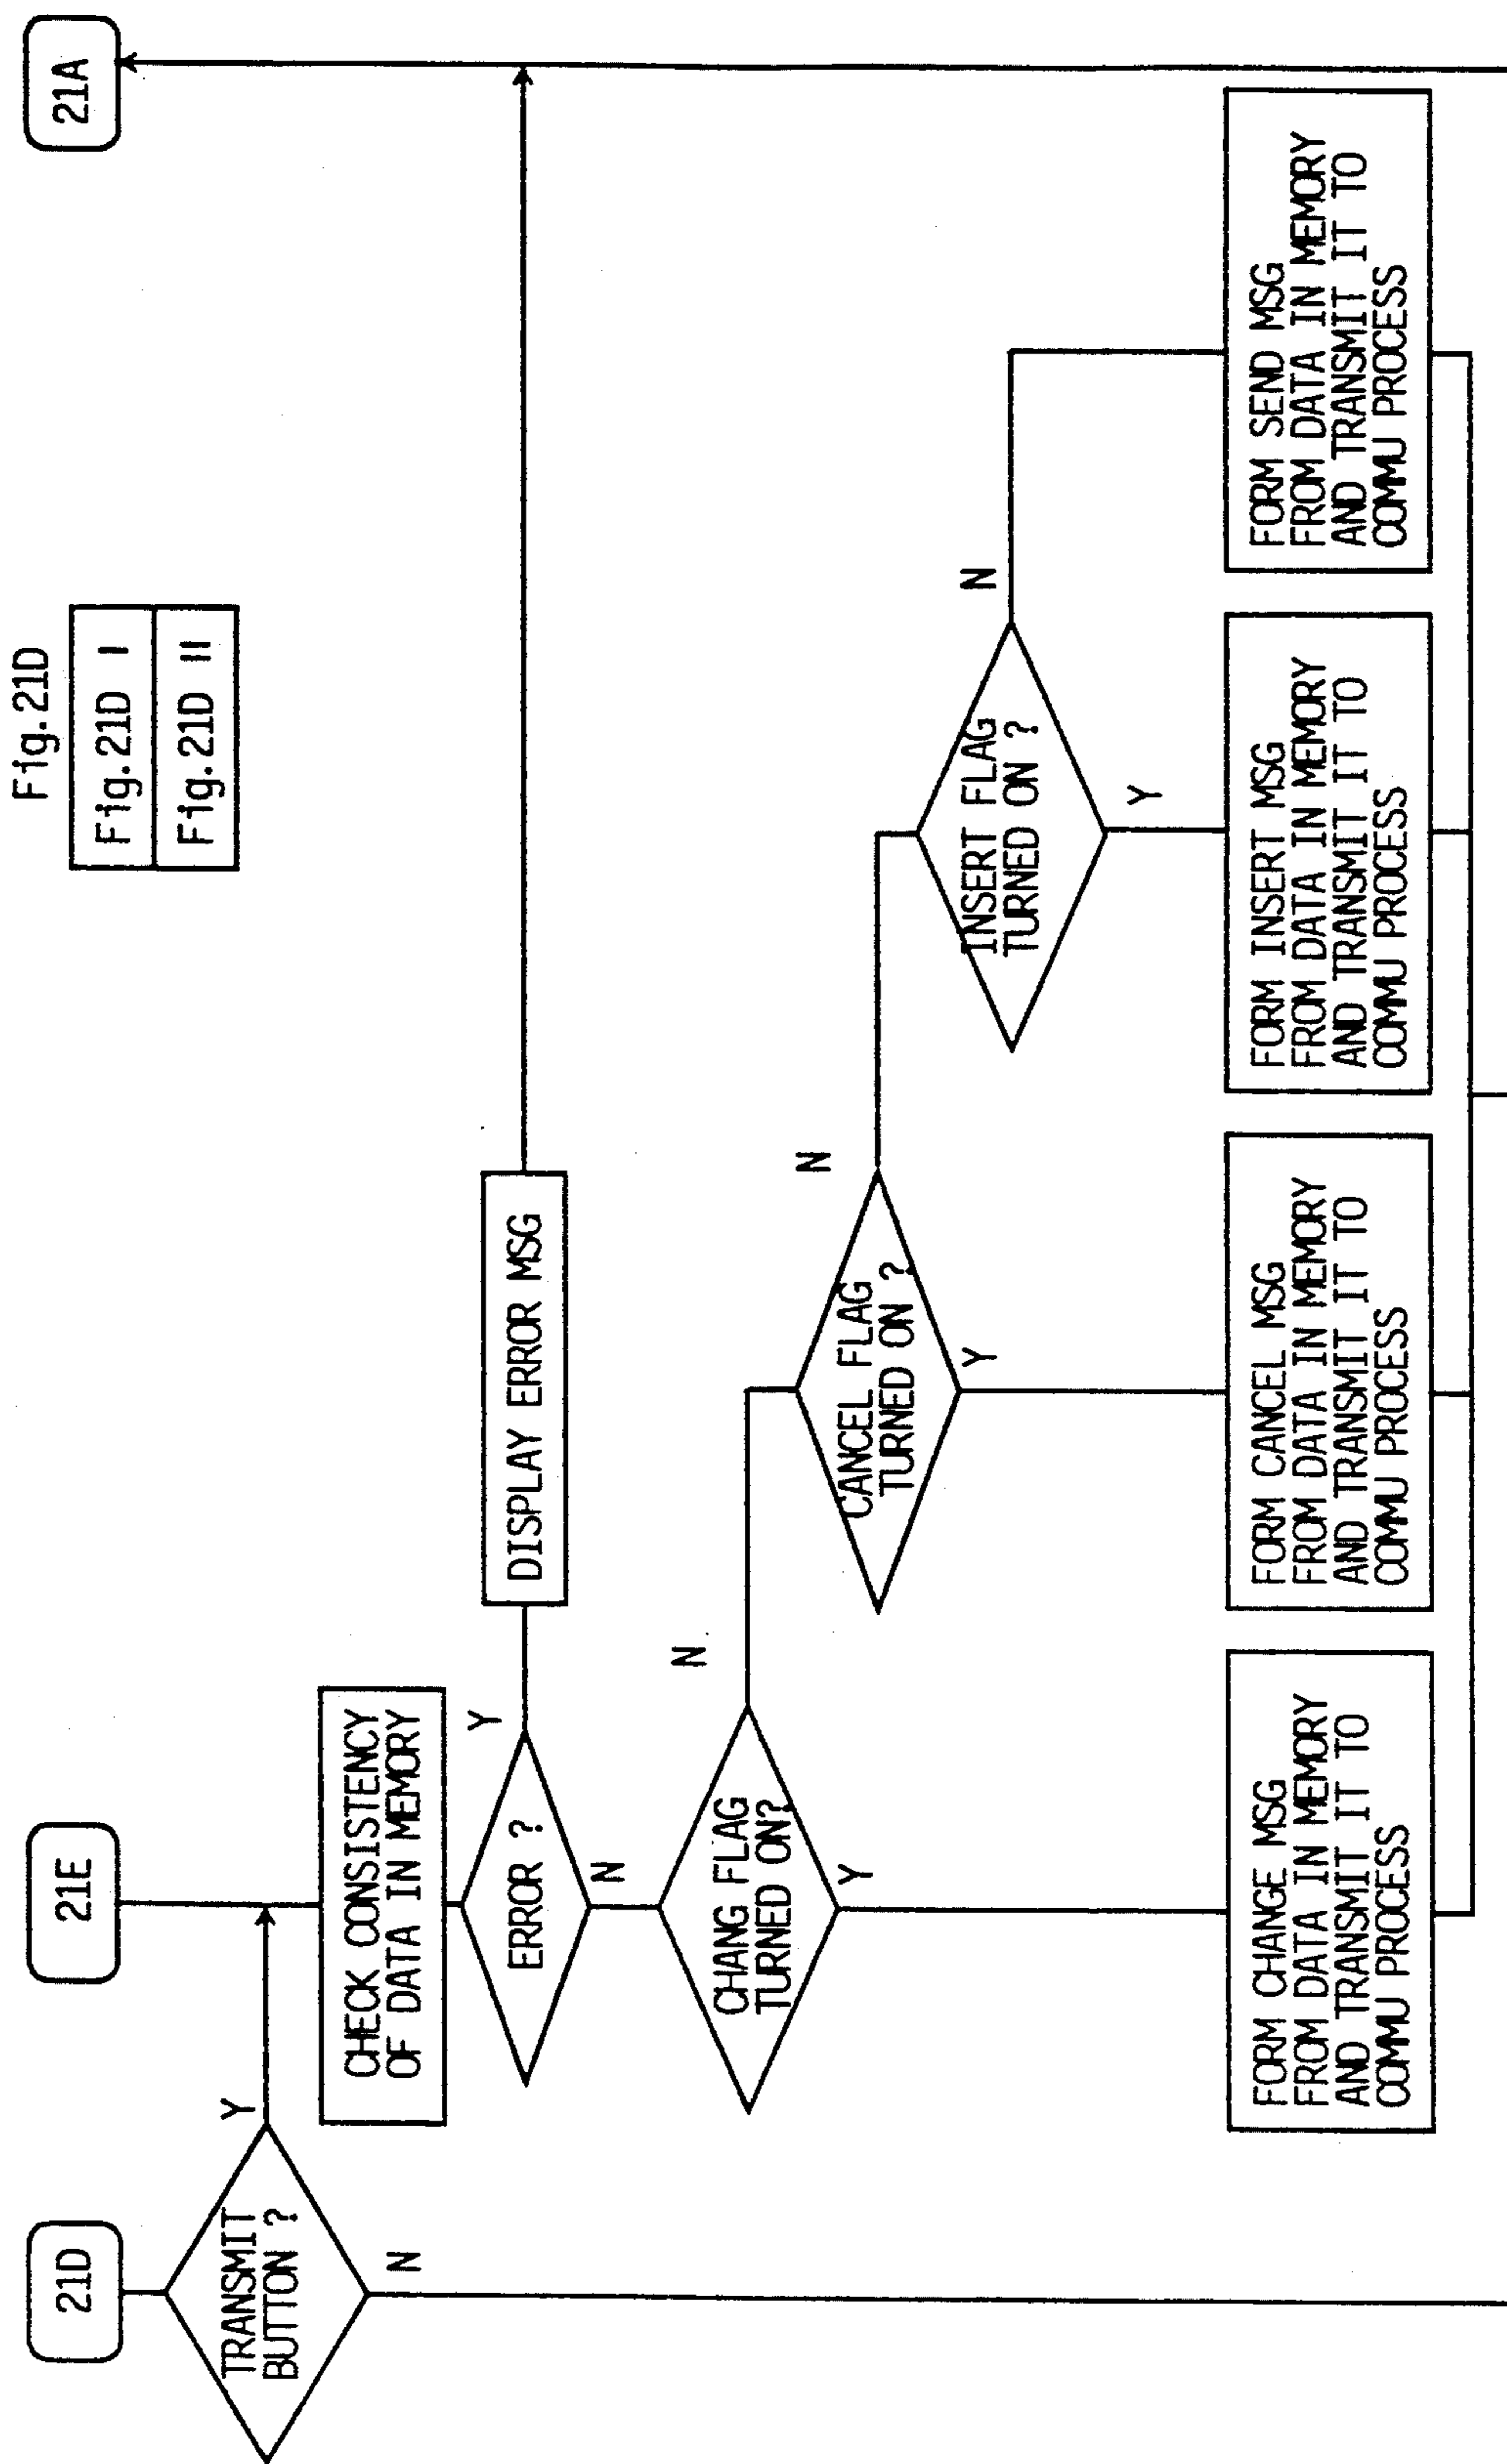 Fig.21D
Fig.21D I
Fig.21D II
21D
21E
21A
TRANSMIT
BUTTON ?
Y
N
CHECK CONSISTENCY
OF DATA IN MEMORY
ERROR ?
Y
N
DISPLAY ERROR MSG
CHANG FLAG
TURNED ON?
N
Y
CANCEL FLAG
TURNED ON ?
N
Y
INSERT FLAG
TURNED ON ?
N
Y
FORM CHANGE MSG
FROM DATA IN MEMORY
AND TRANSMIT IT TO
COMMU PROCESS
FORM CANCEL MSG
FROM DATA IN MEMORY
AND TRANSMIT IT TO
COMMU PROCESS
FORM INSERT MSG
FROM DATA IN MEMORY
AND TRANSMIT IT TO
COMMU PROCESS
FORM SEND MSG
FROM DATA IN MEMORY
AND TRANSMIT IT TO
COMMU PROCESS